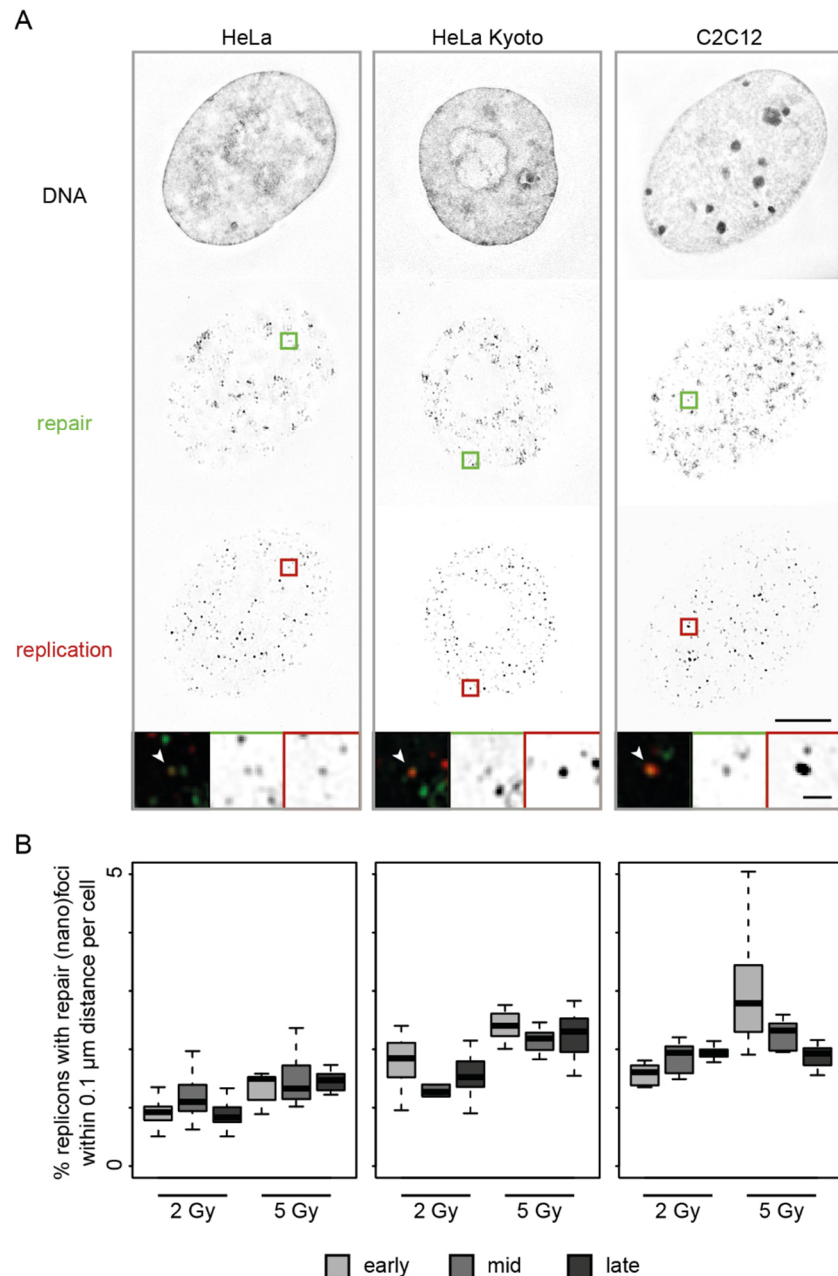 A
HeLa
HeLa Kyoto
C2C12
DNA
repair
replication
B
% replicons with repair (nano)foci
within 0.1 µm distance per cell
5
0
2 Gy
5 Gy
2 Gy
5 Gy
2 Gy
5 Gy
early
mid
late